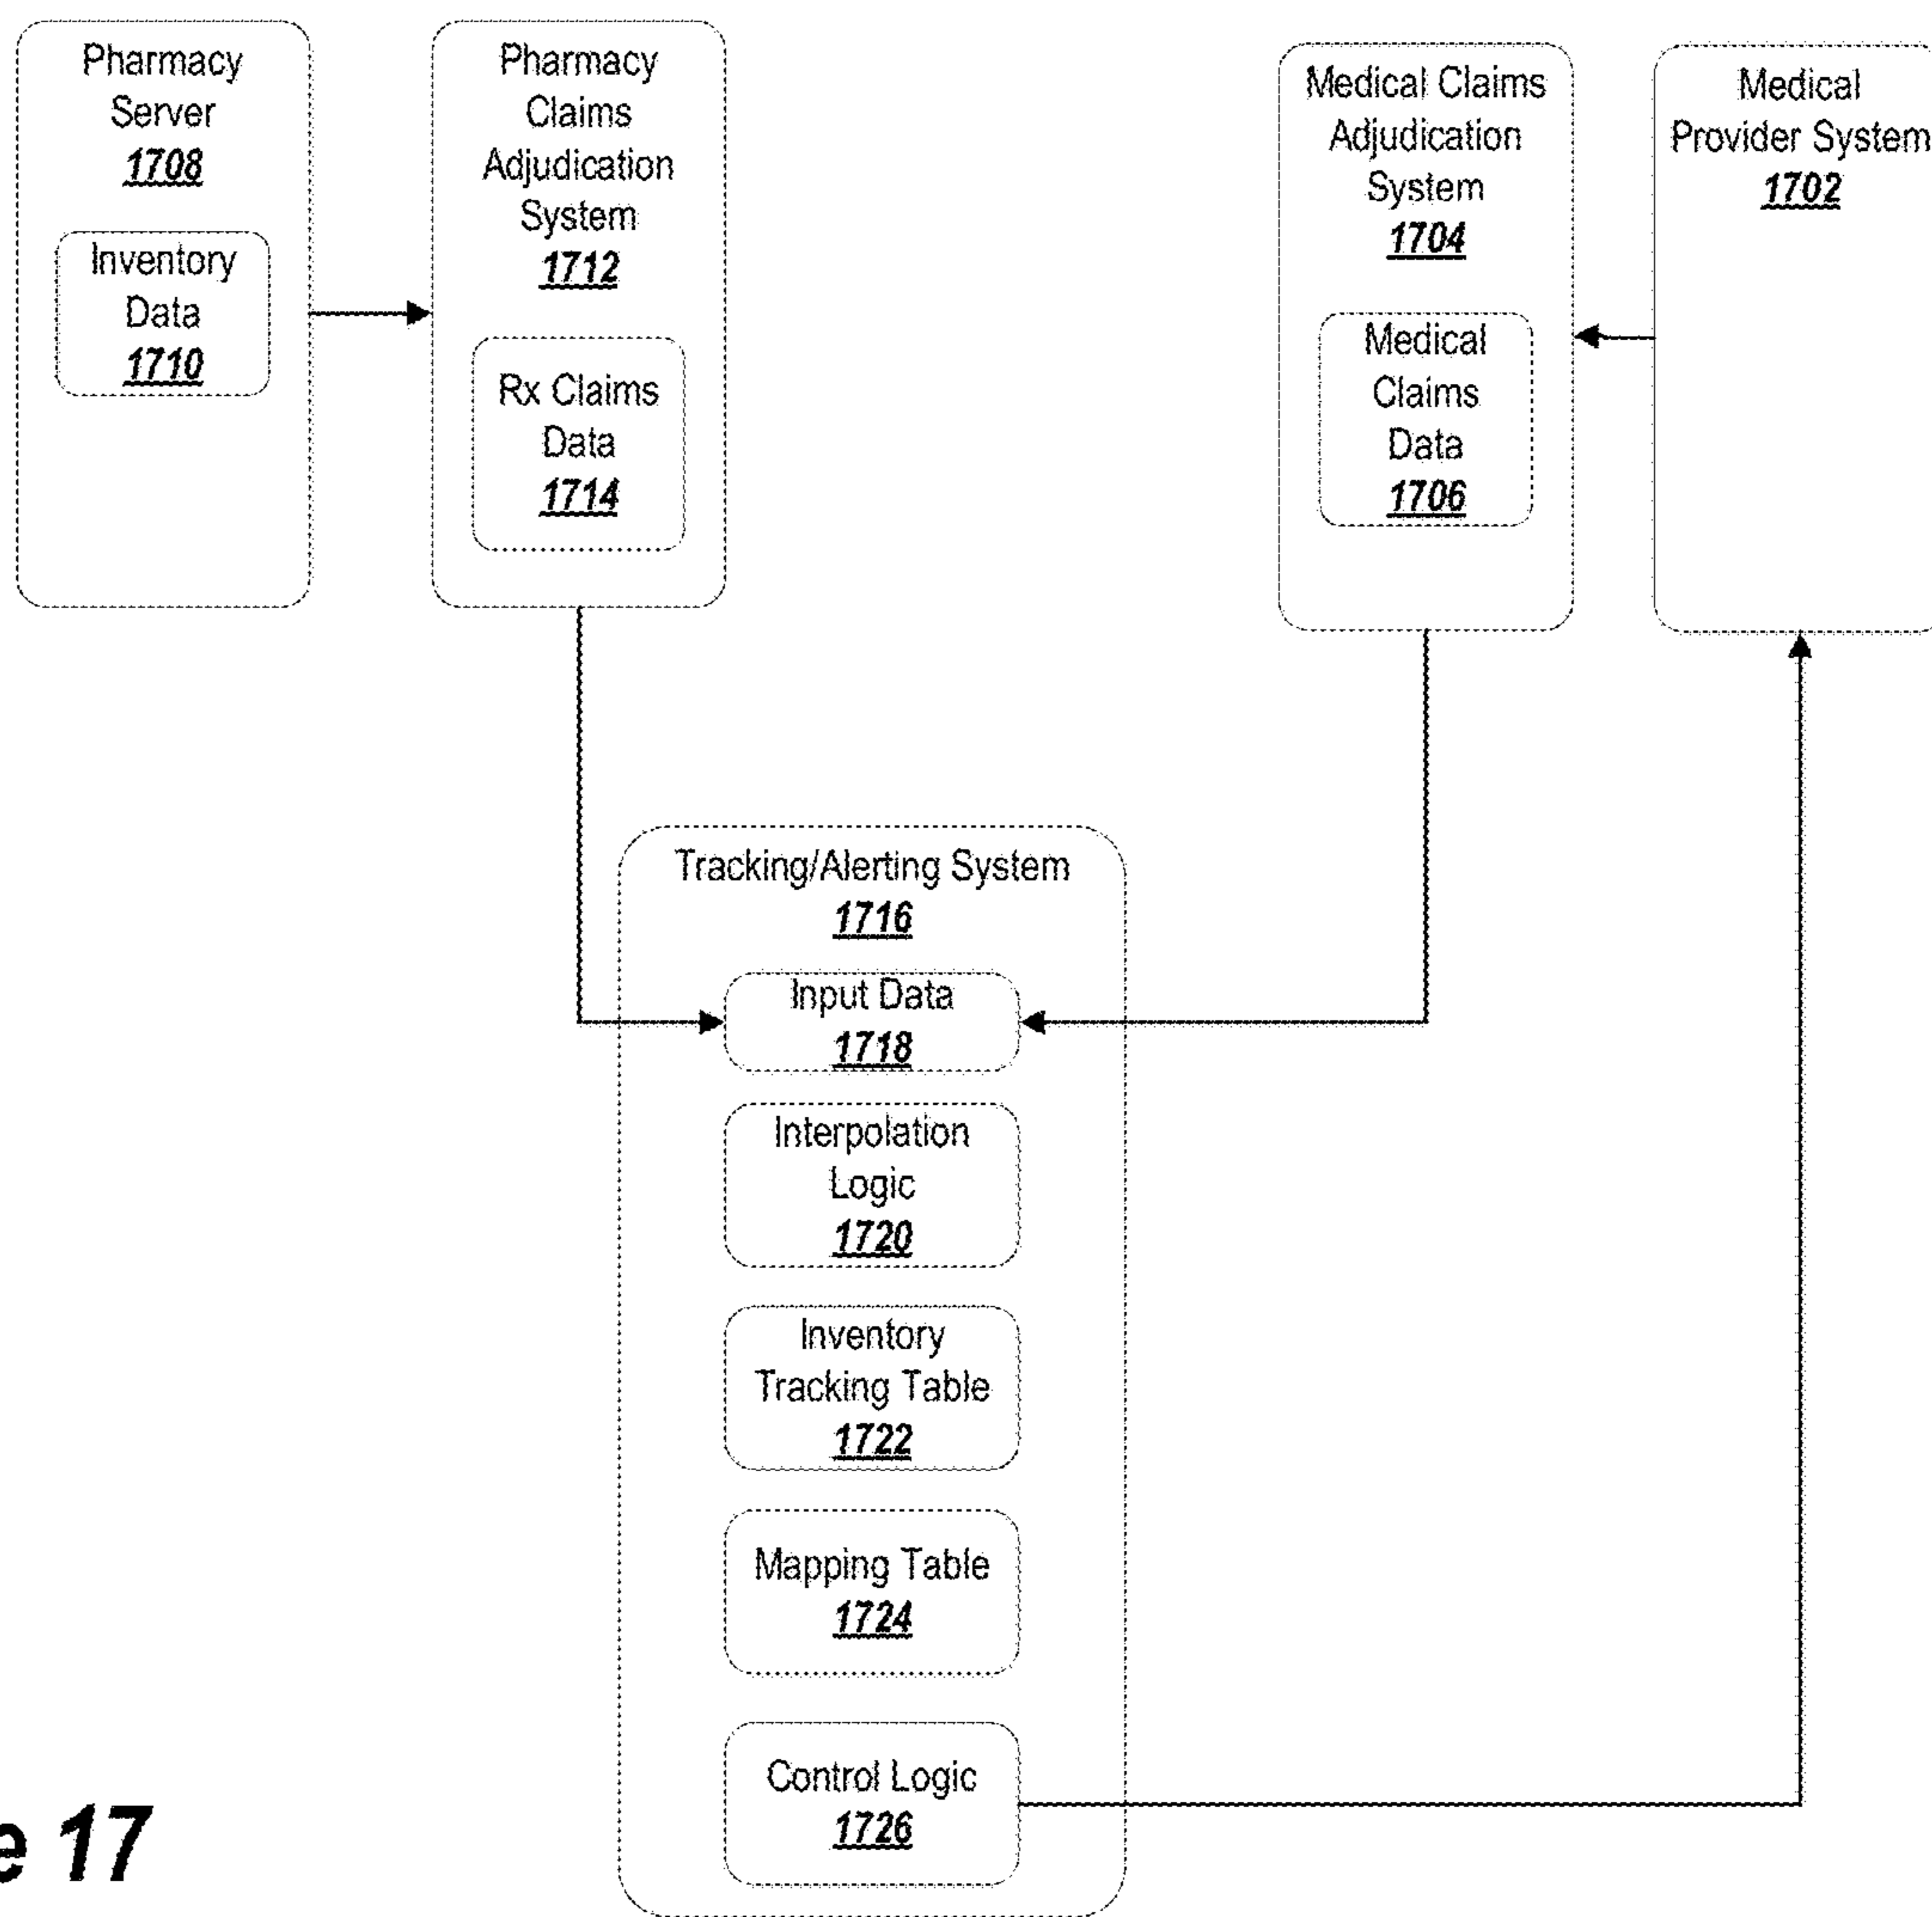 Pharmacy
Server
1708
Inventory
Data
1710
Pharmacy
Claims
Adjudication
System
1712
Rx Claims
Data
1714
Medical Claims
Adjudication
System
1704
Medical
Claims
Data
1706
Medical
Provider System
1702
Tracking/Alerting System
1716
Input Data
1718
Interpolation
Logic
1720
Inventory
Tracking Table
1722
Mapping Table
1724
Control Logic
1726
e 17